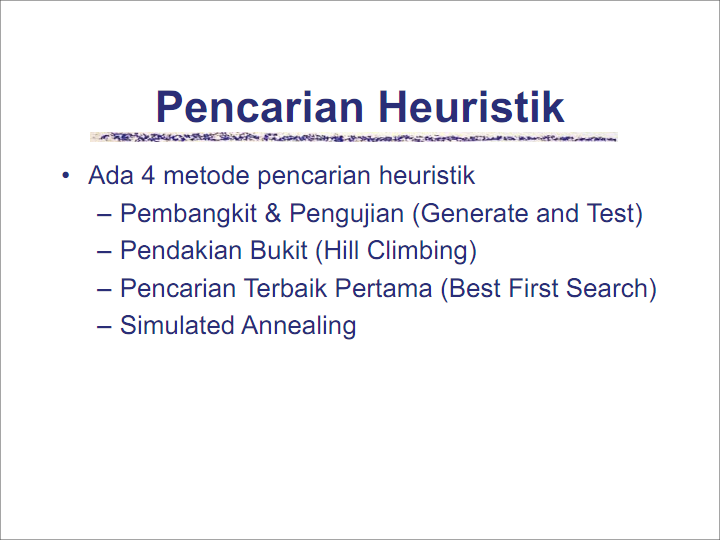 Pencarian Heuristik
• Ada 4 metode pencarian heuristik
– Pembangkit & Pengujian (Generate and Test)
– Pendakian Bukit (Hill Climbing)
– Pencarian Terbaik Pertama (Best First Search)
– Simulated Annealing